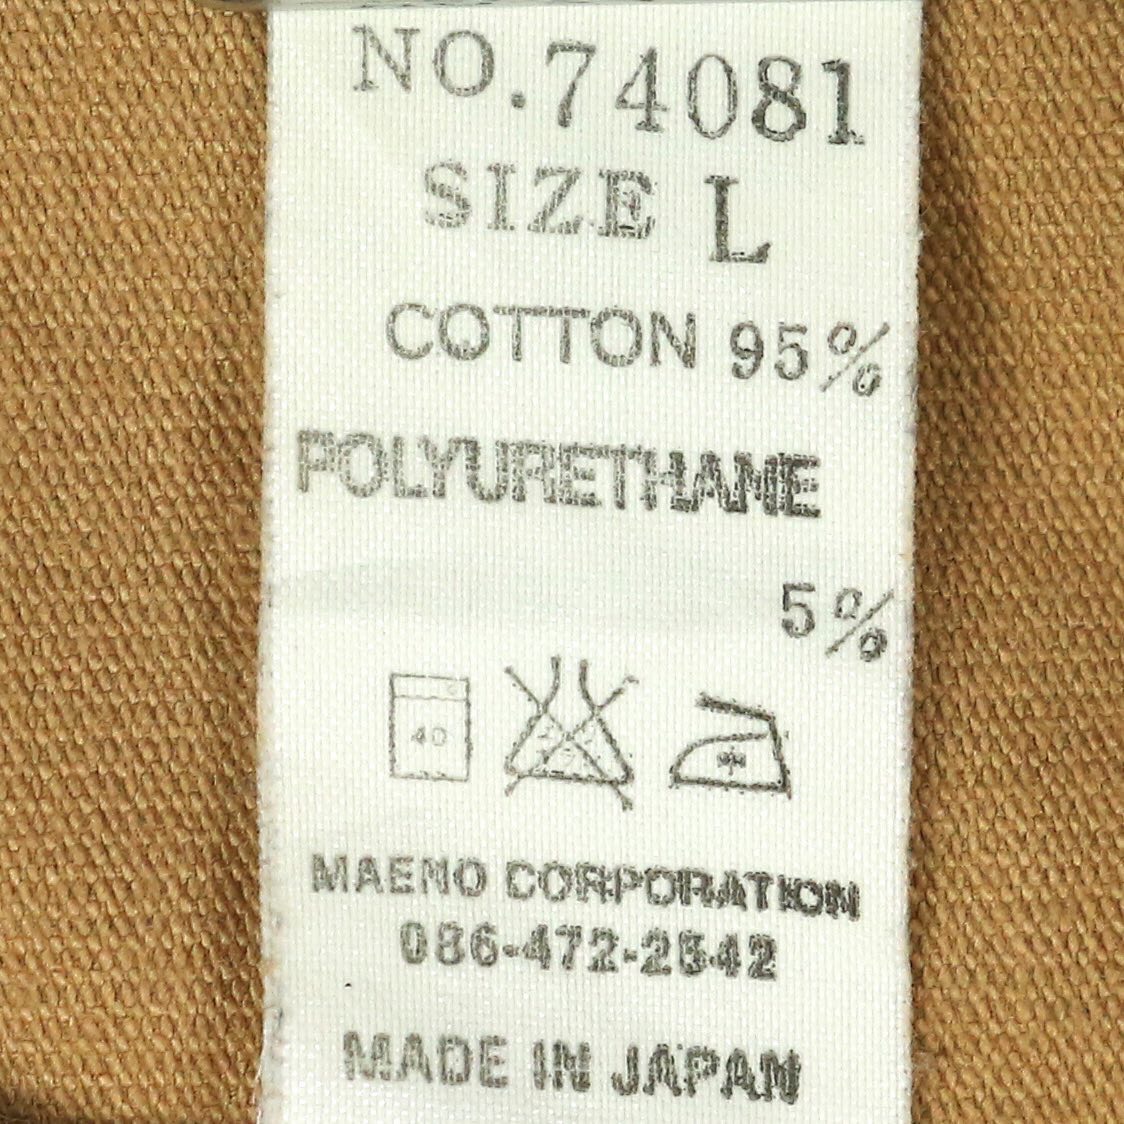 NO.74081
SIZE L
COTTON 95%
POLYURETHANE
5%
40
MAENO CORPORATION
086-472-2542
MADE IN JAPAN